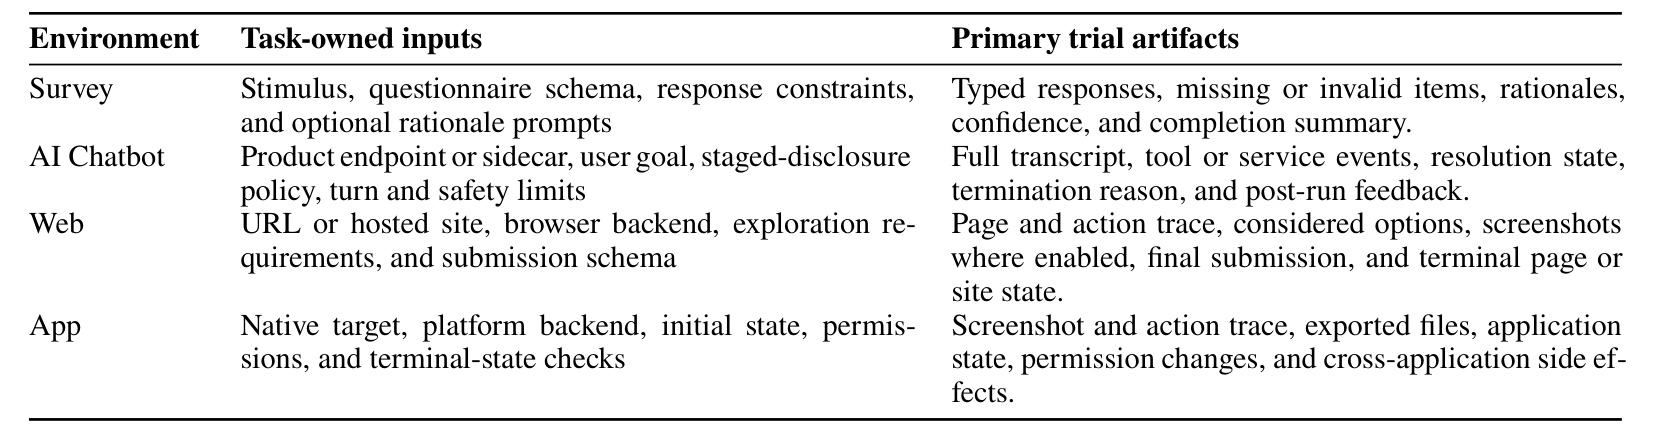 Environment Task-owned inputs Primary trial artifacts
Survey Stimulus, questionnaire schema, response constraints, Typed responses, missing or invalid items, rationales,
and optional rationale prompts confidence, and completion summary.
AI Chatbot Product endpoint or sidecar, user goal, staged-disclosure Full transcript, tool or service events, resolution state,
policy, turn and safety limits termination reason, and post-run feedback.
Web URL or hosted site, browser backend, exploration re- Page and action trace, considered options, screenshots
quirements, and submission schema where enabled, final submission, and terminal page or
site state.
App Native target, platform backend, initial state, permis- Screenshot and action trace, exported files, application
sions, and terminal-state checks state, permission changes, and cross-application side ef-
fects.